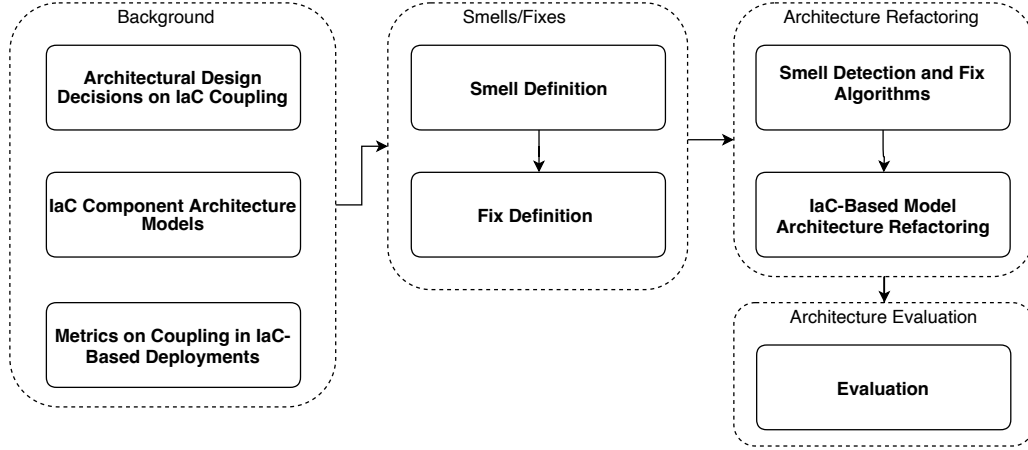 Background
Architectural Design
Decisions on IaC Coupling
IaC Component Architecture
Models
Metrics on Coupling in IaC-
Based Deployments
Smells/Fixes
Smell Definition
Fix Definition
Architecture Refactoring
Smell Detection and Fix
Algorithms
IaC-Based Model
Architecture Refactoring
Architecture Evaluation
Evaluation